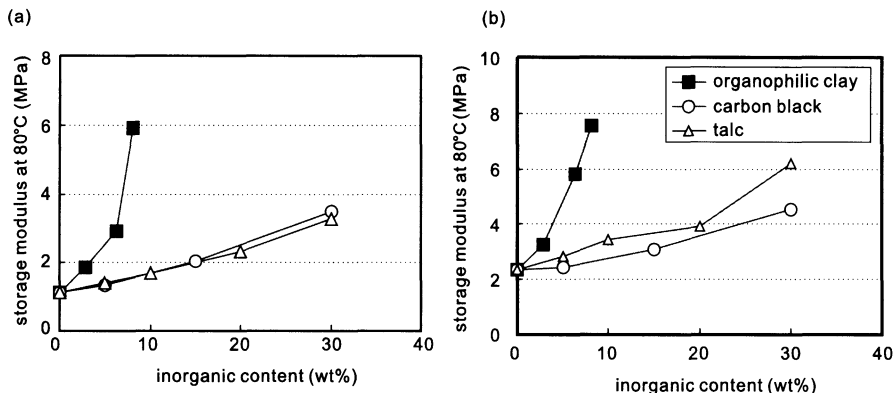 (a)
storage modulus at 80°C (MPa)
8
6
4
2
0
0 10 20 30 40
inorganic content (wt%)
(b)
storage modulus at 80°C (MPa)
10
8
6
4
2
0
organophilic clay
carbon black
talc
0 10 20 30 40
inorganic content (wt%)